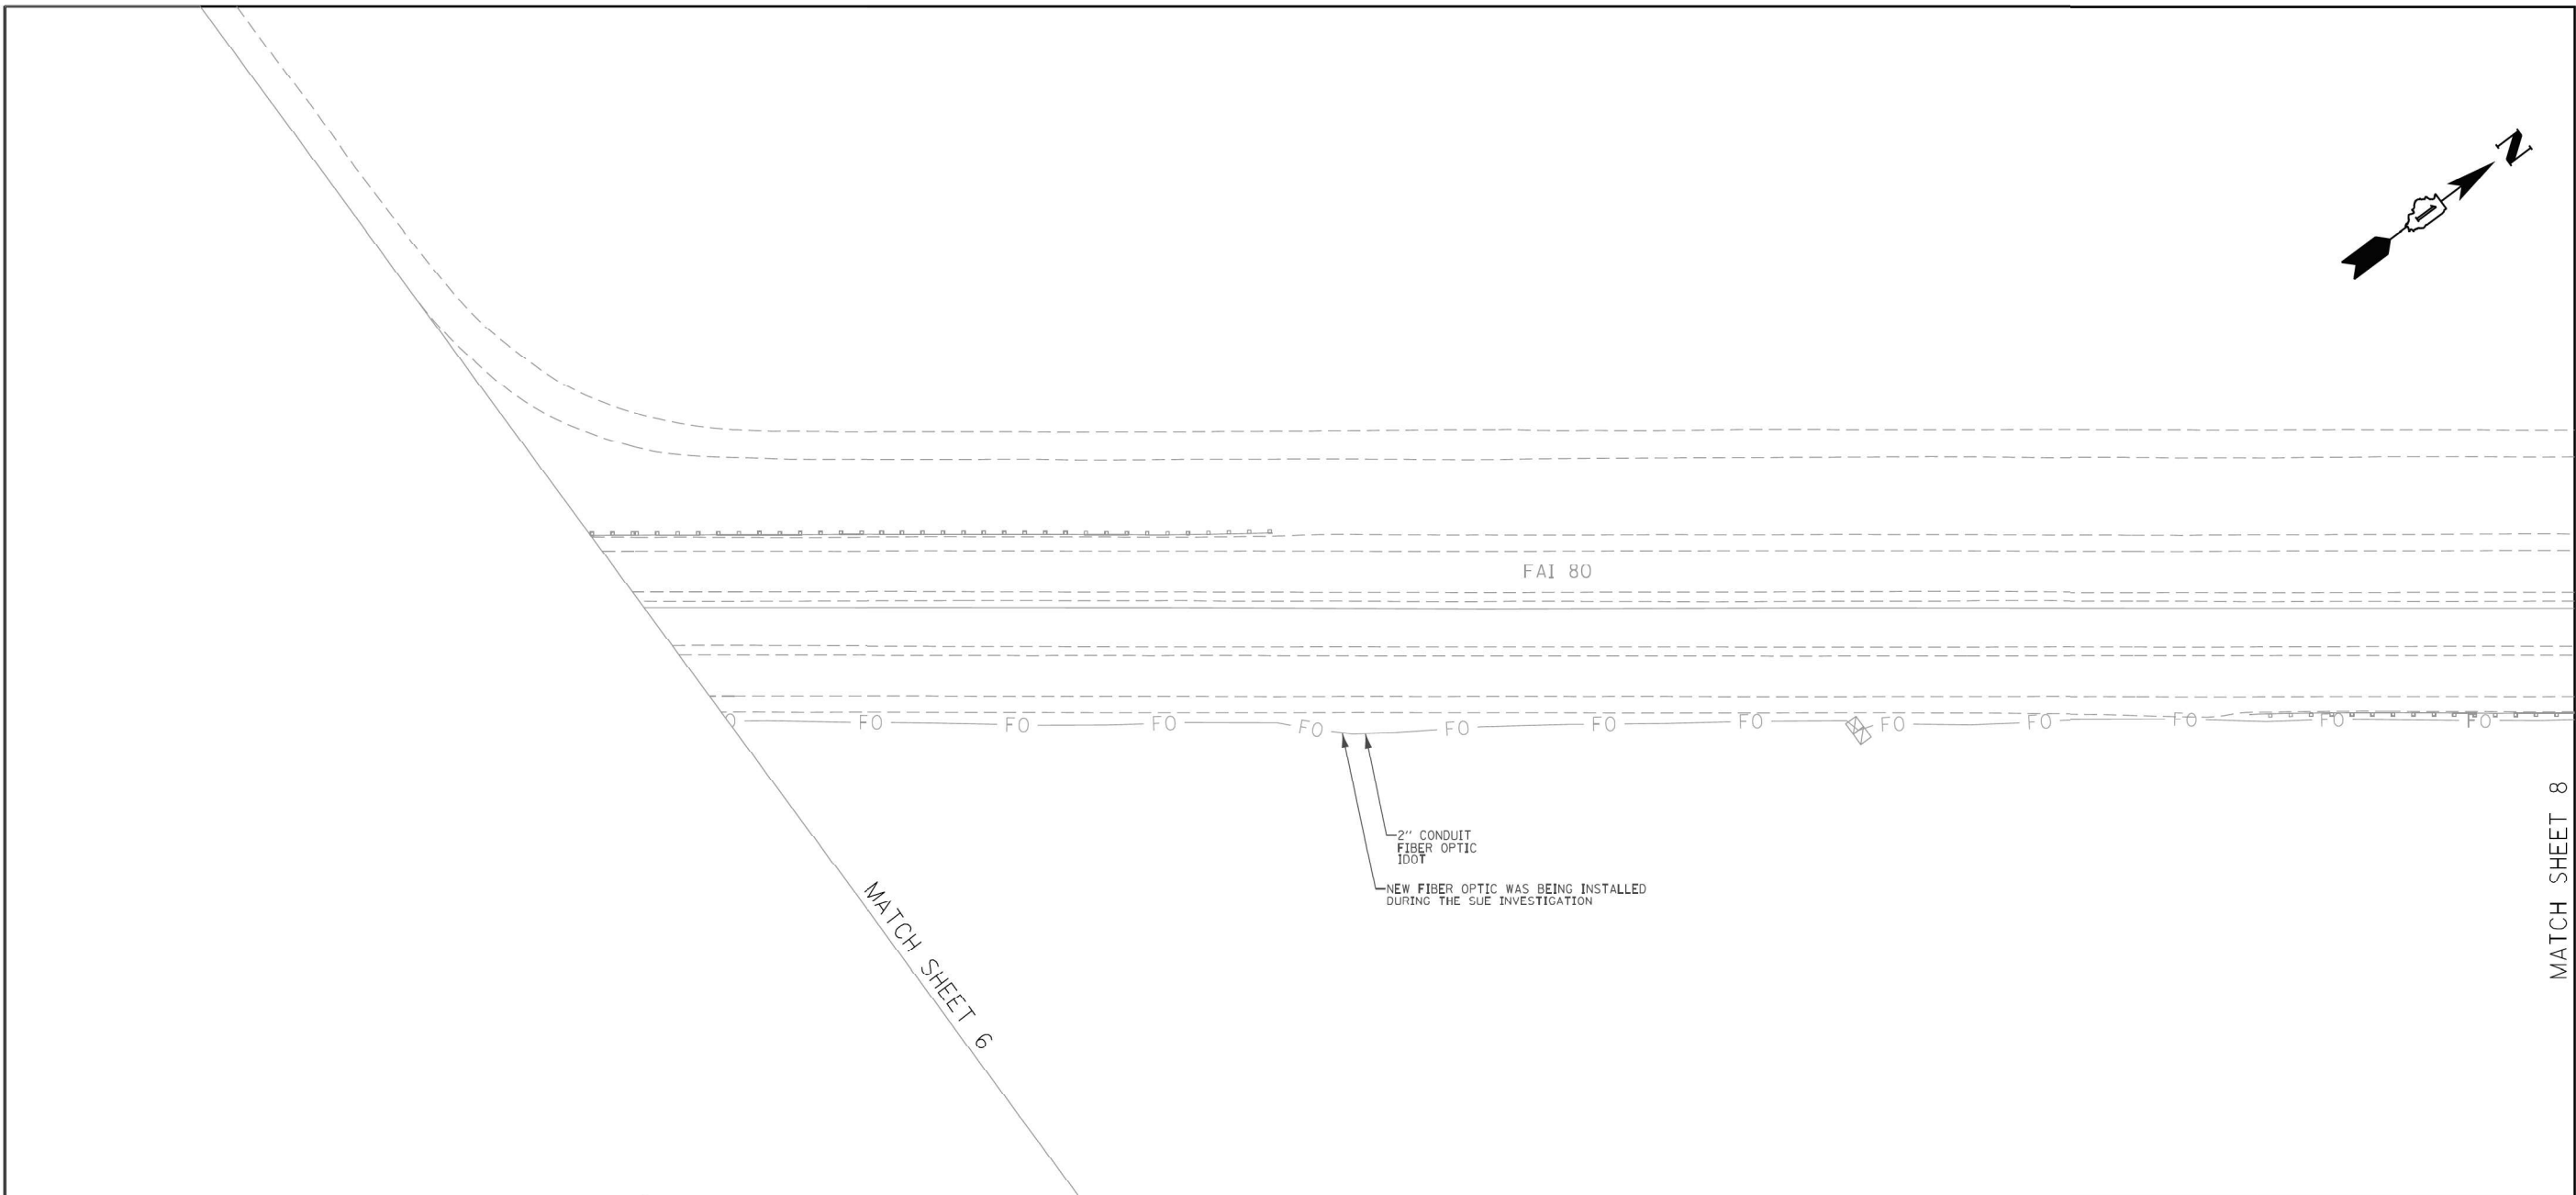 N
FAI 80
O FO FO FO FO FO FO FO FO FO FO FO FO
2'' CONDUIT
FIBER OPTIC
IDOT
NEW FIBER OPTIC WAS BEING INSTALLED
DURING THE SUE INVESTIGATION
MATCH SHEET 6
MATCH SHEET 8